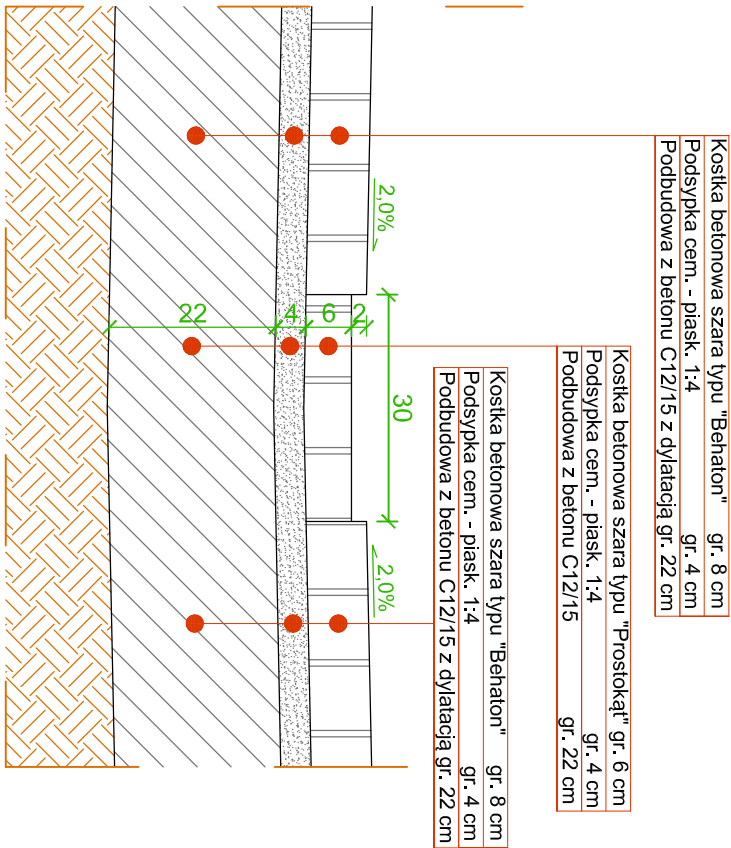 Kostka betonowa szara typu "Behaton" gr. 8 cm
Podsypka cem. - piask. 1:4 gr. 4 cm
Podbudowa z betonu C12/15 z dylatacją gr. 22 cm
Kostka betonowa szara typu "Prostokąt" gr. 6 cm
Podsypka cem. - piask. 1:4 gr. 4 cm
Podbudowa z betonu C12/15 gr. 22 cm
Kostka betonowa szara typu "Behaton" gr. 8 cm
Podsypka cem. - piask. 1:4 gr. 4 cm
Podbudowa z betonu C12/15 z dylatacją gr. 22 cm
2,0%
30
2,0%
22
4
6
2